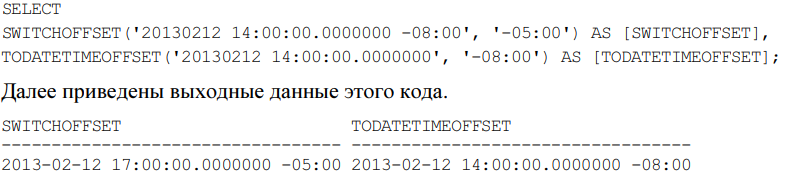 SELECT
SWITCHOFFSET('20130212 14:00:00.0000000 -08:00', '-05:00') AS [SWITCHOFFSET],
TODATETIMEOFFSET('20130212 14:00:00.0000000', '-08:00') AS [TODATETIMEOFFSET];
Далее приведены выходные данные этого кода.
SWITCHOFFSET TODATETIMEOFFSET
---------------------------------- ----------------------------------
2013-02-12 17:00:00.0000000 -05:00 2013-02-12 14:00:00.0000000 -08:00